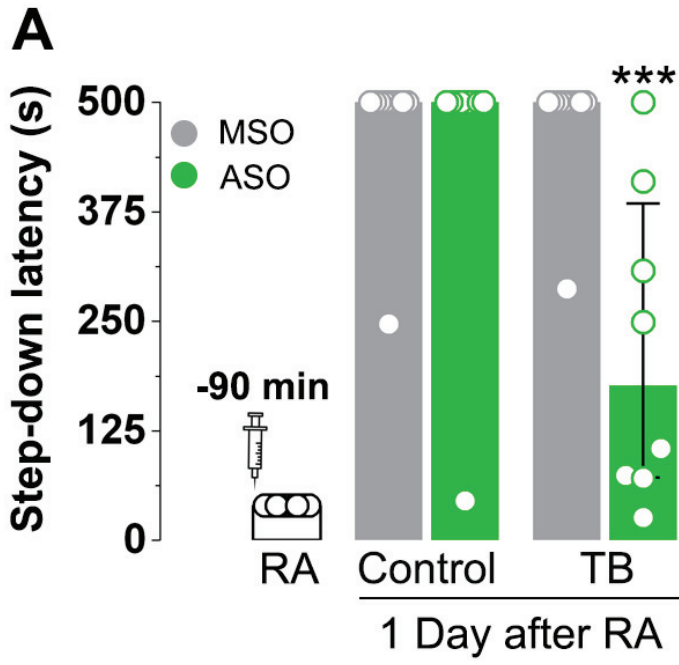 A
Step-down latency (s)
500
375
250
125
0
MSO
ASO
-90 min
***
RA
Control
TB
1 Day after RA